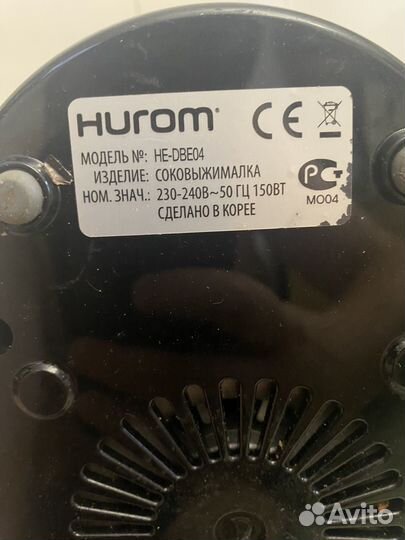 HUROM CE
МОДЕЛЬ №: HE-DBE04
ИЗДЕЛИЕ: СОКОВЫЖИМАЛКА
НОМ. ЗНАЧ.: 230-240В~50 ГЦ 150ВТ
СДЕЛАНО В КОРЕЕ
РСТ
МО04
Avito